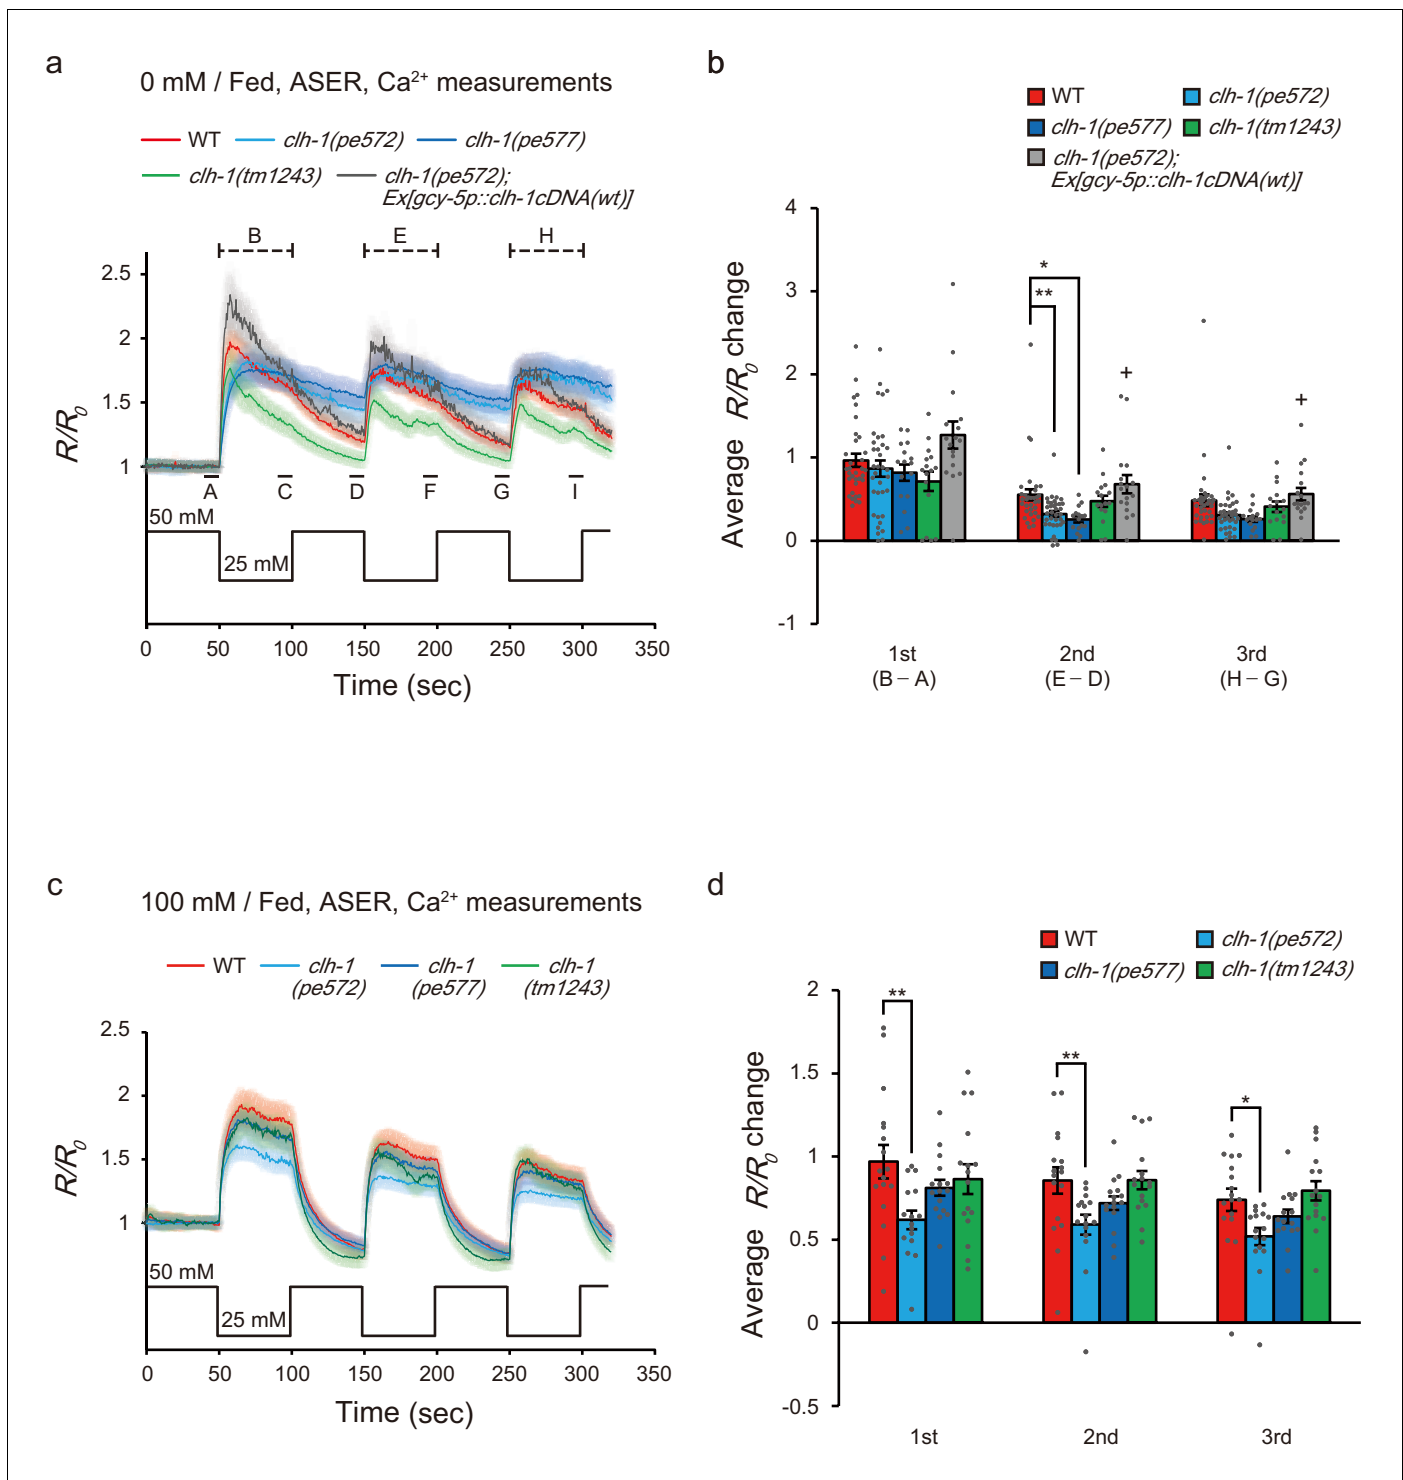 a
0 mM / Fed, ASER, Ca²⁺ measurements
WT clh-1(pe572) clh-1(pe577)
clh-1(tm1243) clh-1(pe572);
Ex[gcy-5p::clh-1cDNA(wt)]
B E H
2.5
2
1.5
1
R/R₀
A C D F G I
50 mM
25 mM
0 50 100 150 200 250 300 350
Time (sec)
b
WT clh-1(pe572)
clh-1(pe577) clh-1(tm1243)
clh-1(pe572);
Ex[gcy-5p::clh-1cDNA(wt)]
4
3
2
1
0
-1
Average R/R₀ change
*
**
+
+
1st 2nd 3rd
(B – A) (E – D) (H – G)
c
100 mM / Fed, ASER, Ca²⁺ measurements
WT clh-1 clh-1 clh-1
(pe572) (pe577) (tm1243)
2.5
2
1.5
1
R/R₀
50 mM
25 mM
0 50 100 150 200 250 300 350
Time (sec)
d
WT clh-1(pe572)
clh-1(pe577) clh-1(tm1243)
2
1.5
1
0.5
0
-0.5
Average R/R₀ change
**
**
*
1st 2nd 3rd